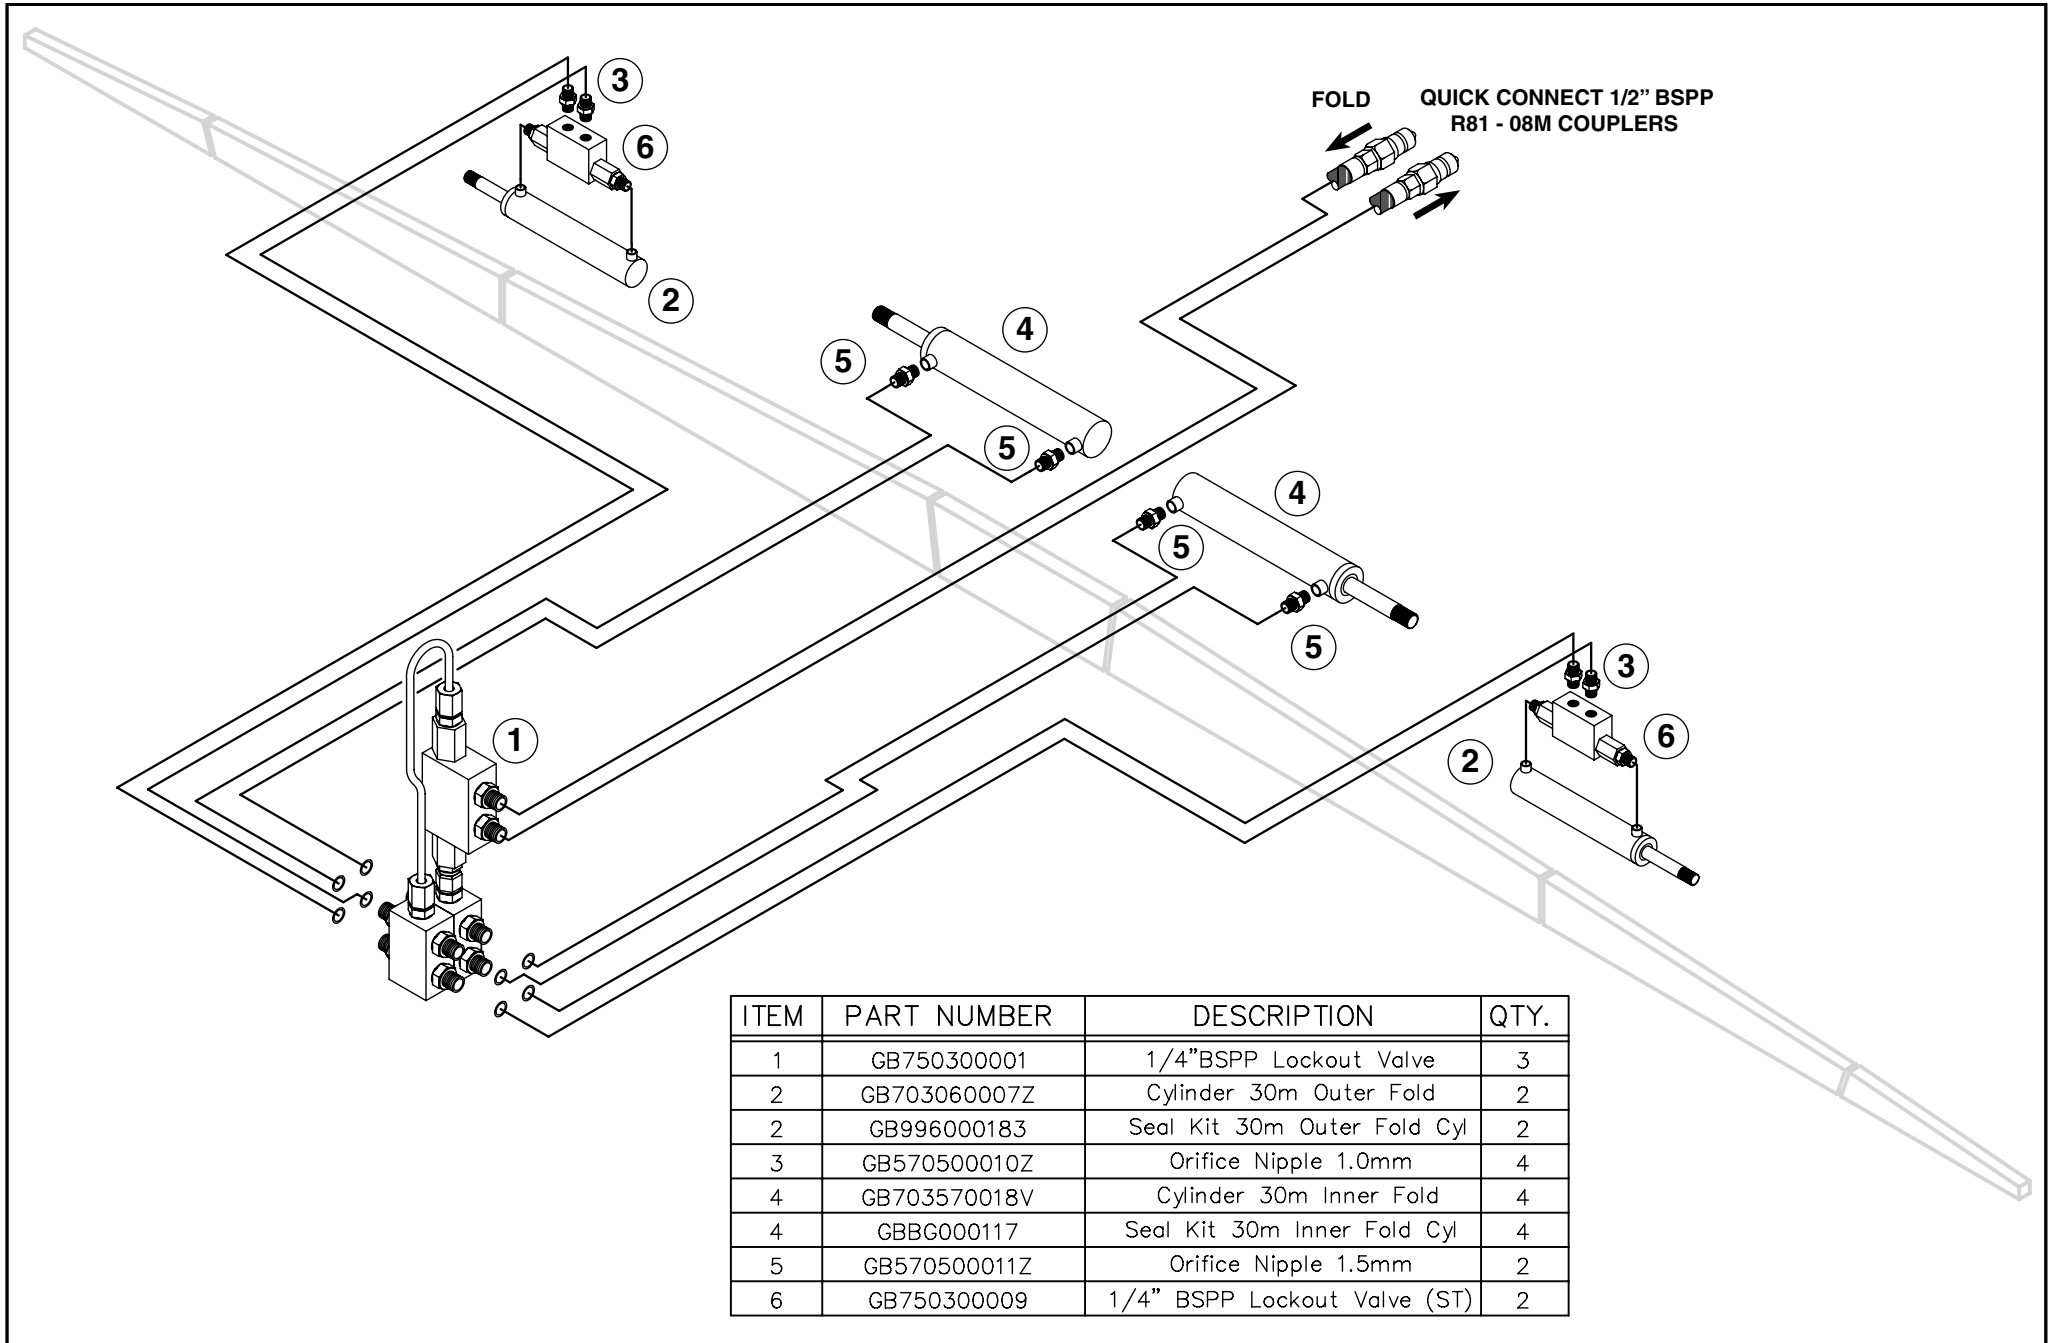 3
FOLD QUICK CONNECT 1/2” BSPP
R81 - 08M COUPLERS
6
2
4
5
5
4
5
5
3
1
6
2
ITEM PART NUMBER DESCRIPTION QTY.
1 GB750300001 1/4”BSPP Lockout Valve 3
2 GB703060007Z Cylinder 30m Outer Fold 2
2 GB996000183 Seal Kit 30m Outer Fold Cyl 2
3 GB570500010Z Orifice Nipple 1.0mm 4
4 GB703570018V Cylinder 30m Inner Fold 4
4 GBBG000117 Seal Kit 30m Inner Fold Cyl 4
5 GB570500011Z Orifice Nipple 1.5mm 2
6 GB750300009 1/4” BSPP Lockout Valve (ST) 2